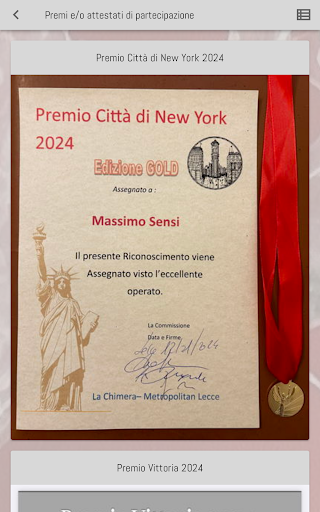 Premi e/o attestati di partecipazione
Premio Città di New York 2024
Premio Città di New York
2024
Edizione GOLD
Assegnato a :
Massimo Sensi
Il presente Riconoscimento viene
Assegnato visto l'eccellente
operato.
La Commissione
Data e Firme
La Chimera– Metropolitan Lecce
Premio Vittoria 2024